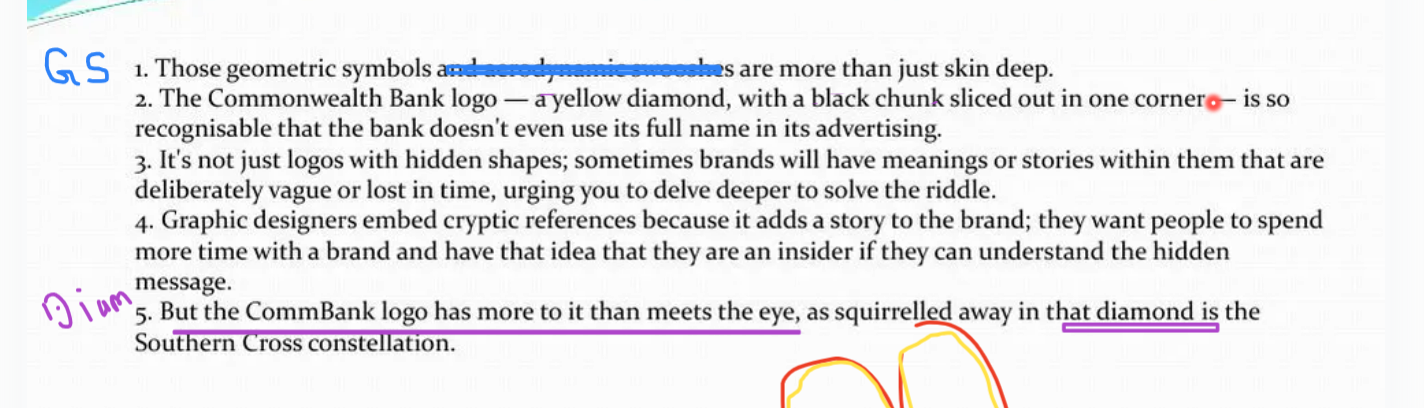 GS
1. Those geometric symbols and aerodynamic swooshes are more than just skin deep.
2. The Commonwealth Bank logo — a yellow diamond, with a black chunk sliced out in one corner — is so
recognisable that the bank doesn't even use its full name in its advertising.
3. It's not just logos with hidden shapes; sometimes brands will have meanings or stories within them that are
deliberately vague or lost in time, urging you to delve deeper to solve the riddle.
4. Graphic designers embed cryptic references because it adds a story to the brand; they want people to spend
more time with a brand and have that idea that they are an insider if they can understand the hidden
message.
Diam
5. But the CommBank logo has more to it than meets the eye, as squirrelled away in that diamond is the
Southern Cross constellation.